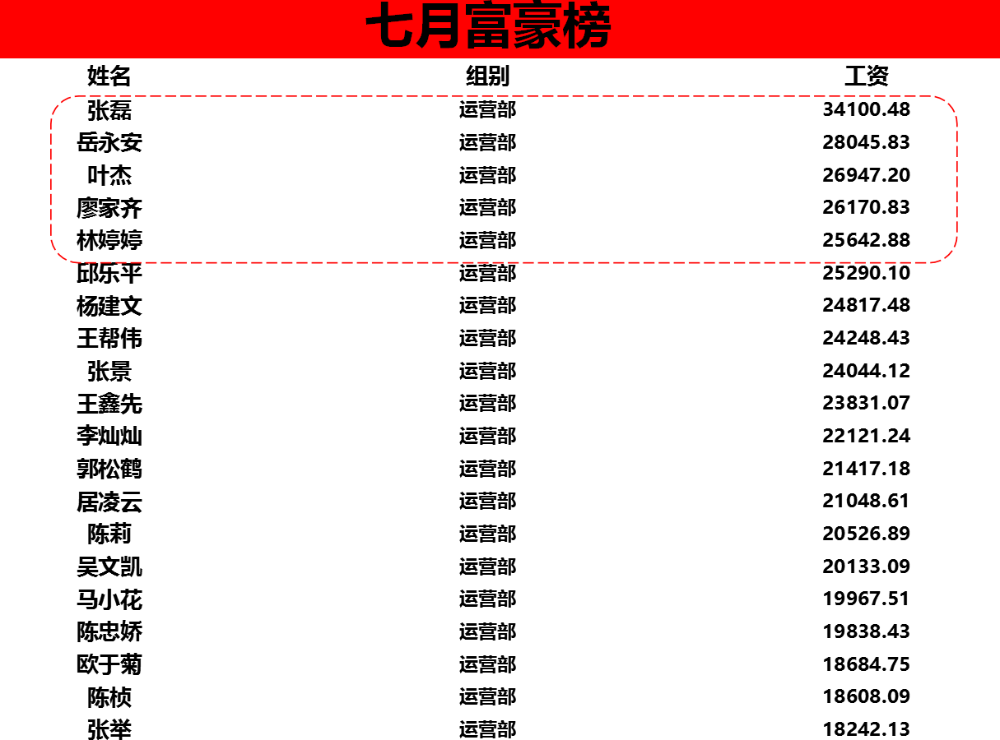 七月富豪榜
姓名 组别 工资
张磊 运营部 34100.48
岳永安 运营部 28045.83
叶杰 运营部 26947.20
廖家齐 运营部 26170.83
林婷婷 运营部 25642.88
邱乐平 运营部 25290.10
杨建文 运营部 24817.48
王帮伟 运营部 24248.43
张景 运营部 24044.12
王鑫先 运营部 23831.07
李灿灿 运营部 22121.24
郭松鹤 运营部 21417.18
居凌云 运营部 21048.61
陈莉 运营部 20526.89
吴文凯 运营部 20133.09
马小花 运营部 19967.51
陈忠娇 运营部 19838.43
欧于菊 运营部 18684.75
陈桢 运营部 18608.09
张举 运营部 18242.13